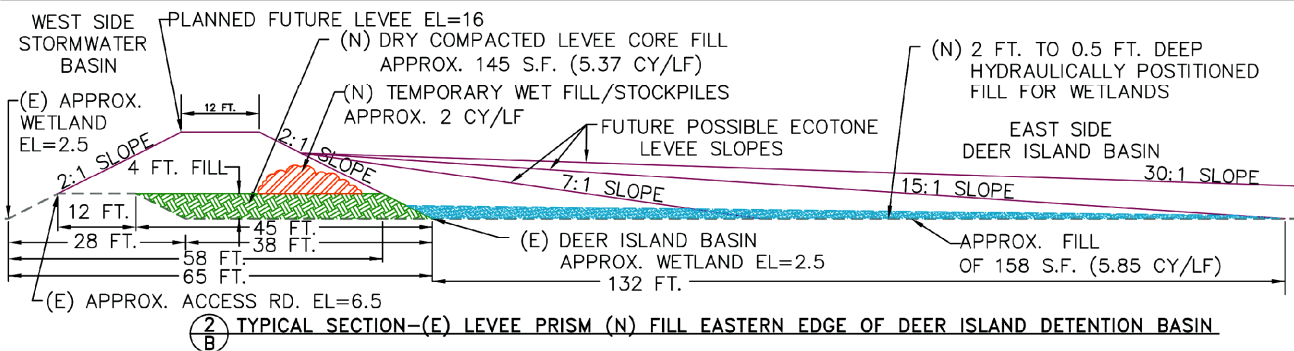 WEST SIDE
STORMWATER
BASIN
PLANNED FUTURE LEVEE EL=16
(N) DRY COMPACTED LEVEE CORE FILL
APPROX. 145 S.F. (5.37 CY/LF)
(N) 2 FT. TO 0.5 FT. DEEP
HYDRAULICALLY POSTITIONED
FILL FOR WETLANDS
(E) APPROX.
WETLAND
EL=2.5
12 FT.
(N) TEMPORARY WET FILL/STOCKPILES
APPROX. 2 CY/LF
2:1 SLOPE
2:1 SLOPE
FUTURE POSSIBLE ECOTONE
LEVEE SLOPES
EAST SIDE
DEER ISLAND BASIN
4 FT. FILL
7:1 SLOPE
15:1 SLOPE
30:1 SLOPE
12 FT.
45 FT.
28 FT.
38 FT.
58 FT.
65 FT.
(E) DEER ISLAND BASIN
APPROX. WETLAND EL=2.5
APPROX. FILL
OF 158 S.F. (5.85 CY/LF)
132 FT.
(E) APPROX. ACCESS RD. EL=6.5
2
B
TYPICAL SECTION-(E) LEVEE PRISM (N) FILL EASTERN EDGE OF DEER ISLAND DETENTION BASIN